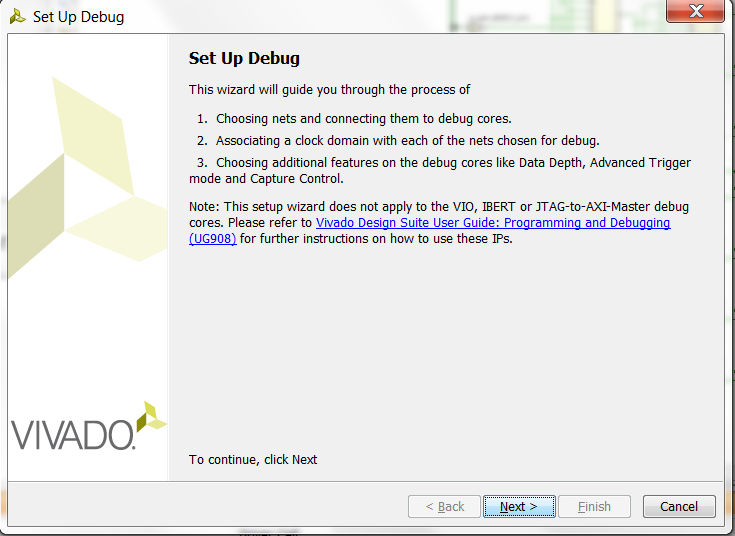 Set Up Debug
Set Up Debug
This wizard will guide you through the process of
1. Choosing nets and connecting them to debug cores.
2. Associating a clock domain with each of the nets chosen for debug.
3. Choosing additional features on the debug cores like Data Depth, Advanced Trigger
mode and Capture Control.
Note: This setup wizard does not apply to the VIO, IBERT or JTAG-to-AXI-Master debug
cores. Please refer to Vivado Design Suite User Guide: Programming and Debugging
(UG908) for further instructions on how to use these IPs.
VIVADO.
To continue, click Next
< Back Next > Finish Cancel